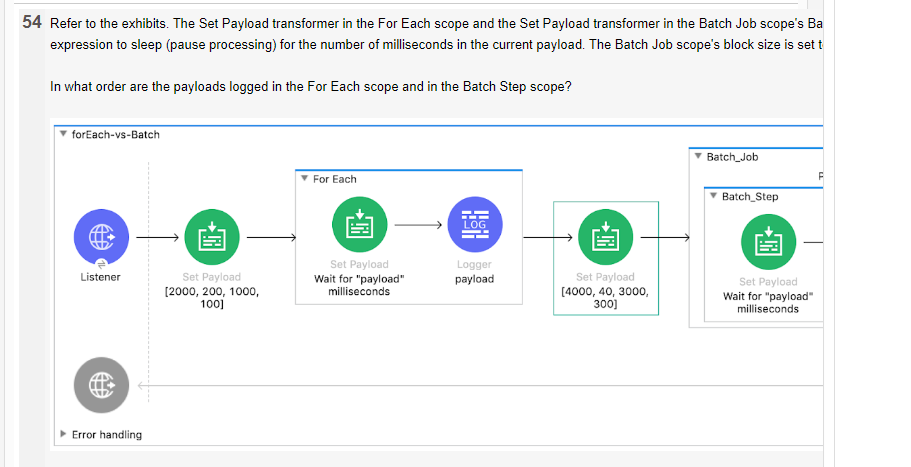 54 Refer to the exhibits. The Set Payload transformer in the For Each scope and the Set Payload transformer in the Batch Job scope's Ba
expression to sleep (pause processing) for the number of milliseconds in the current payload. The Batch Job scope's block size is set t
In what order are the payloads logged in the For Each scope and in the Batch Step scope?
forEach-vs-Batch
Batch_Job
P
For Each
Batch_Step
LOG
Listener
Set Payload
[2000, 200, 1000,
100]
Set Payload
Wait for "payload"
milliseconds
Logger
payload
Set Payload
[4000, 40, 3000,
300]
Set Payload
Wait for "payload"
milliseconds
Error handling